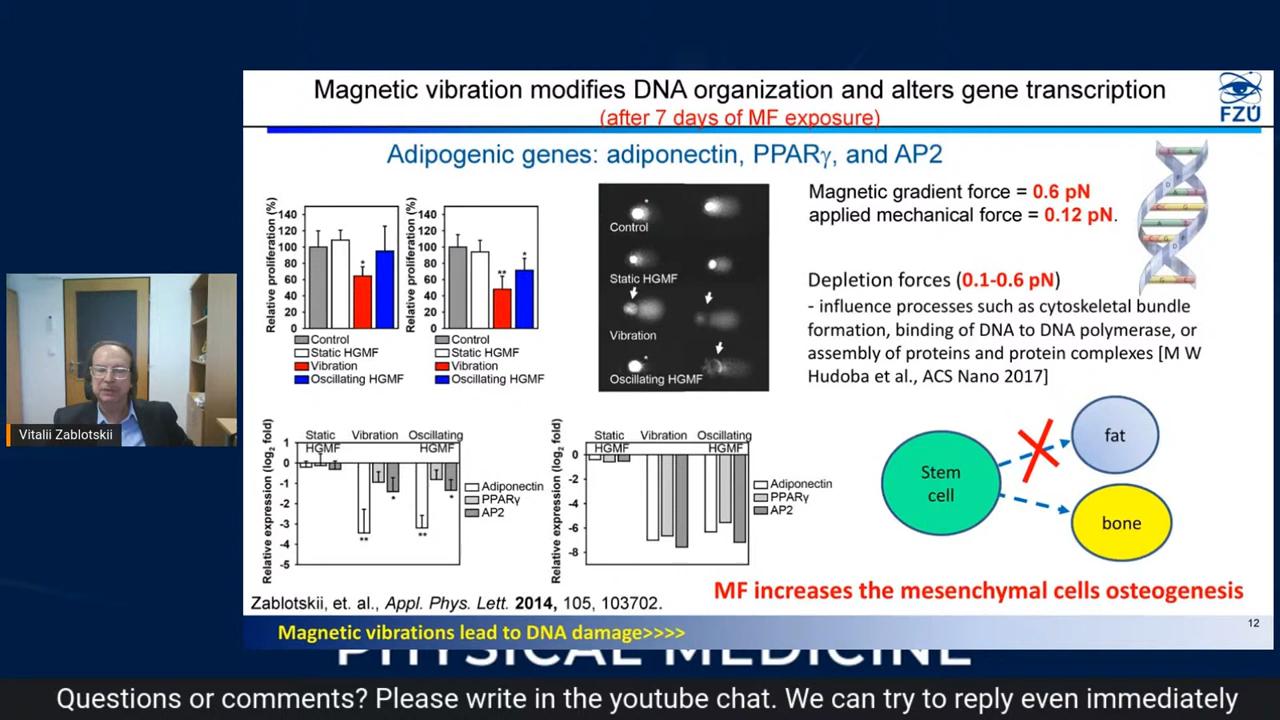 Magnetic vibration modifies DNA organization and alters gene transcription
(after 7 days of MF exposure)
FZÚ
Adipogenic genes: adiponectin, PPARγ, and AP2
Relative proliferation (%)
140
120
100
80
60
40
20
0
*
Control
Static HGMF
Vibration
Oscillating HGMF
Relative proliferation (%)
140
120
100
80
60
40
20
0
**
*
Control
Static HGMF
Vibration
Oscillating HGMF
Control
Static HGMF
Vibration
Oscillating HGMF
Magnetic gradient force = 0.6 pN
applied mechanical force = 0.12 pN.
Depletion forces (0.1-0.6 pN)
- influence processes such as cytoskeletal bundle
formation, binding of DNA to DNA polymerase, or
assembly of proteins and protein complexes [M W
Hudoba et al., ACS Nano 2017]
Vitalii Zablotskii
Relative expression (log2 fold)
Static HGMF
Vibration
Oscillating HGMF
1
0
-1
-2
-3
-4
-5
**
*
**
*
Adiponectin
PPARγ
AP2
Relative expression (log2 fold)
Static HGMF
Vibration
Oscillating HGMF
0
-2
-4
-6
-8
Adiponectin
PPARγ
AP2
Stem
cell
fat
bone
MF increases the mesenchymal cells osteogenesis
Zablotskii, et. al., Appl. Phys. Lett. 2014, 105, 103702.
Magnetic vibrations lead to DNA damage>>>>
12
PHYSICAL MEDICINE
Questions or comments? Please write in the youtube chat. We can try to reply even immediately